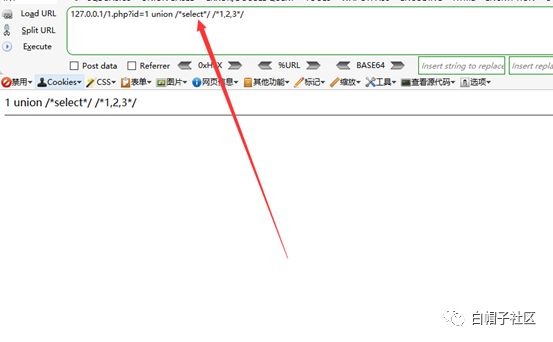 Load URL
127.0.0.1/1.php?id=1 union /*select*/ /*1,2,3*/
Split URL
Execute
Post data Referrer 0xHEX %URL BASE64 Insert string to replace Insert repla
禁用 Cookies CSS 表单 图片 网页信息 其他功能 标记 缩放 工具 查看源代码 选项
1 union /*select*/ /*1,2,3*/
白帽子社区